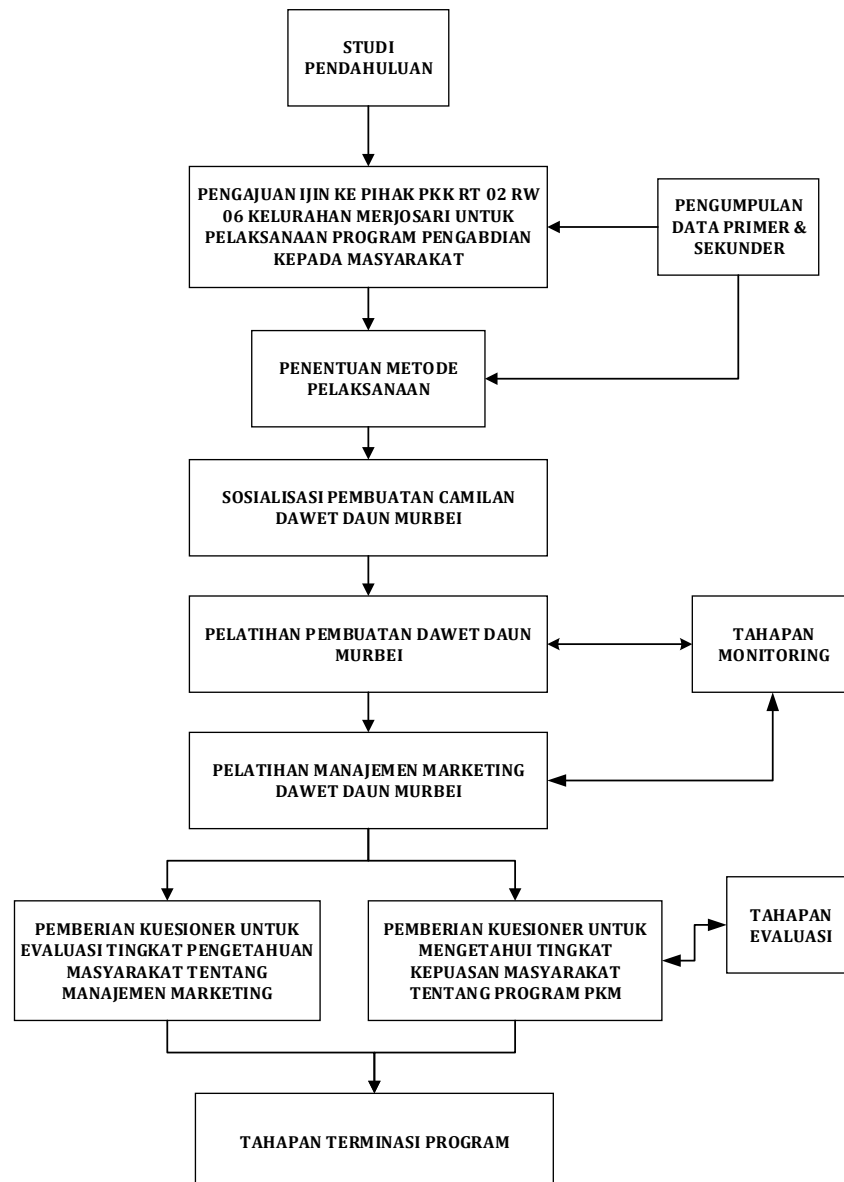 STUDI
PENDAHULUAN
PENGAJUAN IJIN KE PIHAK PKK RT 02 RW
06 KELURAHAN MERJOSARI UNTUK
PELAKSANAAN PROGRAM PENGABDIAN
KEPADA MASYARAKAT
PENGUMPULAN
DATA PRIMER &
SEKUNDER
PENENTUAN METODE
PELAKSANAAN
SOSIALISASI PEMBUATAN CAMILAN
DAWET DAUN MURBEI
PELATIHAN PEMBUATAN DAWET DAUN
MURBEI
TAHAPAN
MONITORING
PELATIHAN MANAJEMEN MARKETING
DAWET DAUN MURBEI
PEMBERIAN KUESIONER UNTUK
EVALUASI TINGKAT PENGETAHUAN
MASYARAKAT TENTANG
MANAJEMEN MARKETING
PEMBERIAN KUESIONER UNTUK
MENGETAHUI TINGKAT
KEPUASAN MASYARAKAT
TENTANG PROGRAM PKM
TAHAPAN
EVALUASI
TAHAPAN TERMINASI PROGRAM